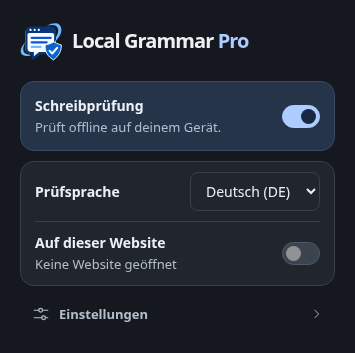 Local Grammar Pro
Schreibprüfung
Prüft offline auf deinem Gerät.
Prüfsprache
Deutsch (DE)
Auf dieser Website
Keine Website geöffnet
Einstellungen